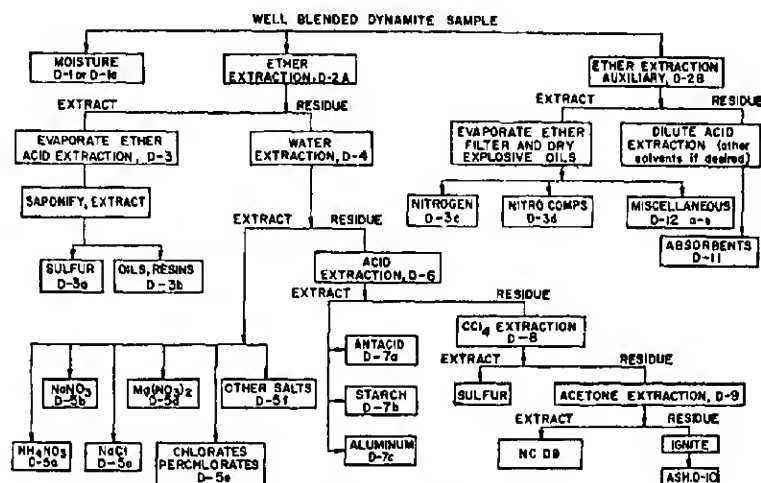 WELL BLENDED DYNAMITE SAMPLE
MOISTURE
D-1 or D-1a
ETHER
EXTRACTION, D-2A
ETHER EXTRACTION
AUXILIARY, D-2B
EXTRACT
RESIDUE
EXTRACT
RESIDUE
EVAPORATE ETHER
ACID EXTRACTION, D-3
WATER
EXTRACTION, D-4
EVAPORATE ETHER
FILTER AND DRY
EXPLOSIVE OILS
DILUTE ACID
EXTRACTION (other
solvents if desired)
SAPONIFY, EXTRACT
NITROGEN
D-3c
NITRO COMPS
D-3d
MISCELLANEOUS
D-12 a-s
EXTRACT
RESIDUE
ABSORBENTS
D-11
SULFUR
D-3a
OILS, RESINS
D-3b
ACID
EXTRACTION, D-6
EXTRACT
RESIDUE
CCl4 EXTRACTION
D-8
ANTACID
D-7a
EXTRACT
RESIDUE
NaNO3
D-5b
Mg(NO3)2
D-5d
OTHER SALTS
D-5f
STARCH
D-7b
SULFUR
ACETONE EXTRACTION, D-9
EXTRACT
RESIDUE
NH4NO3
D-5a
NaCl
CHLORATES
PERCHLORATES
D-5e
ALUMINUM
D-7c
NC D9
IGNITE
ASH, D-10